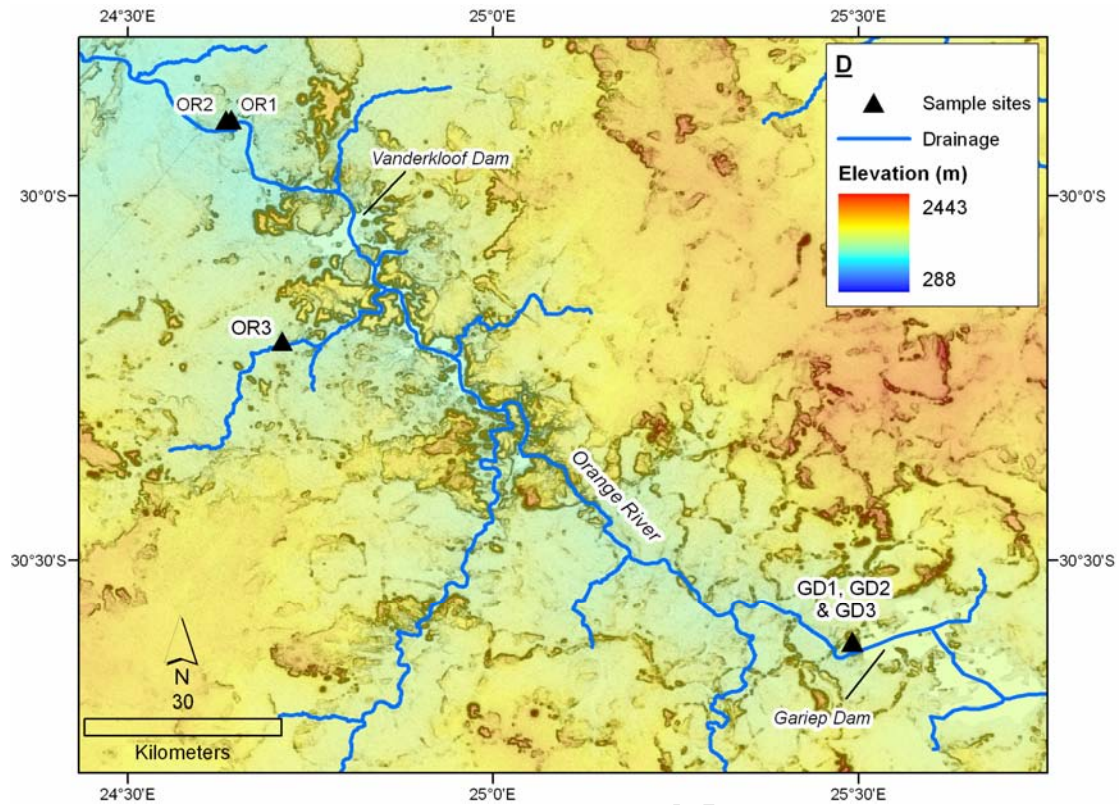 24°30'E 25°0'E 25°30'E
D
Sample sites
Drainage
Elevation (m)
2443
288
OR2 OR1
Vanderkloof Dam
30°0'S 30°0'S
OR3
Orange River
30°30'S 30°30'S
GD1, GD2
& GD3
Gariep Dam
N
30
Kilometers
24°30'E 25°0'E 25°30'E